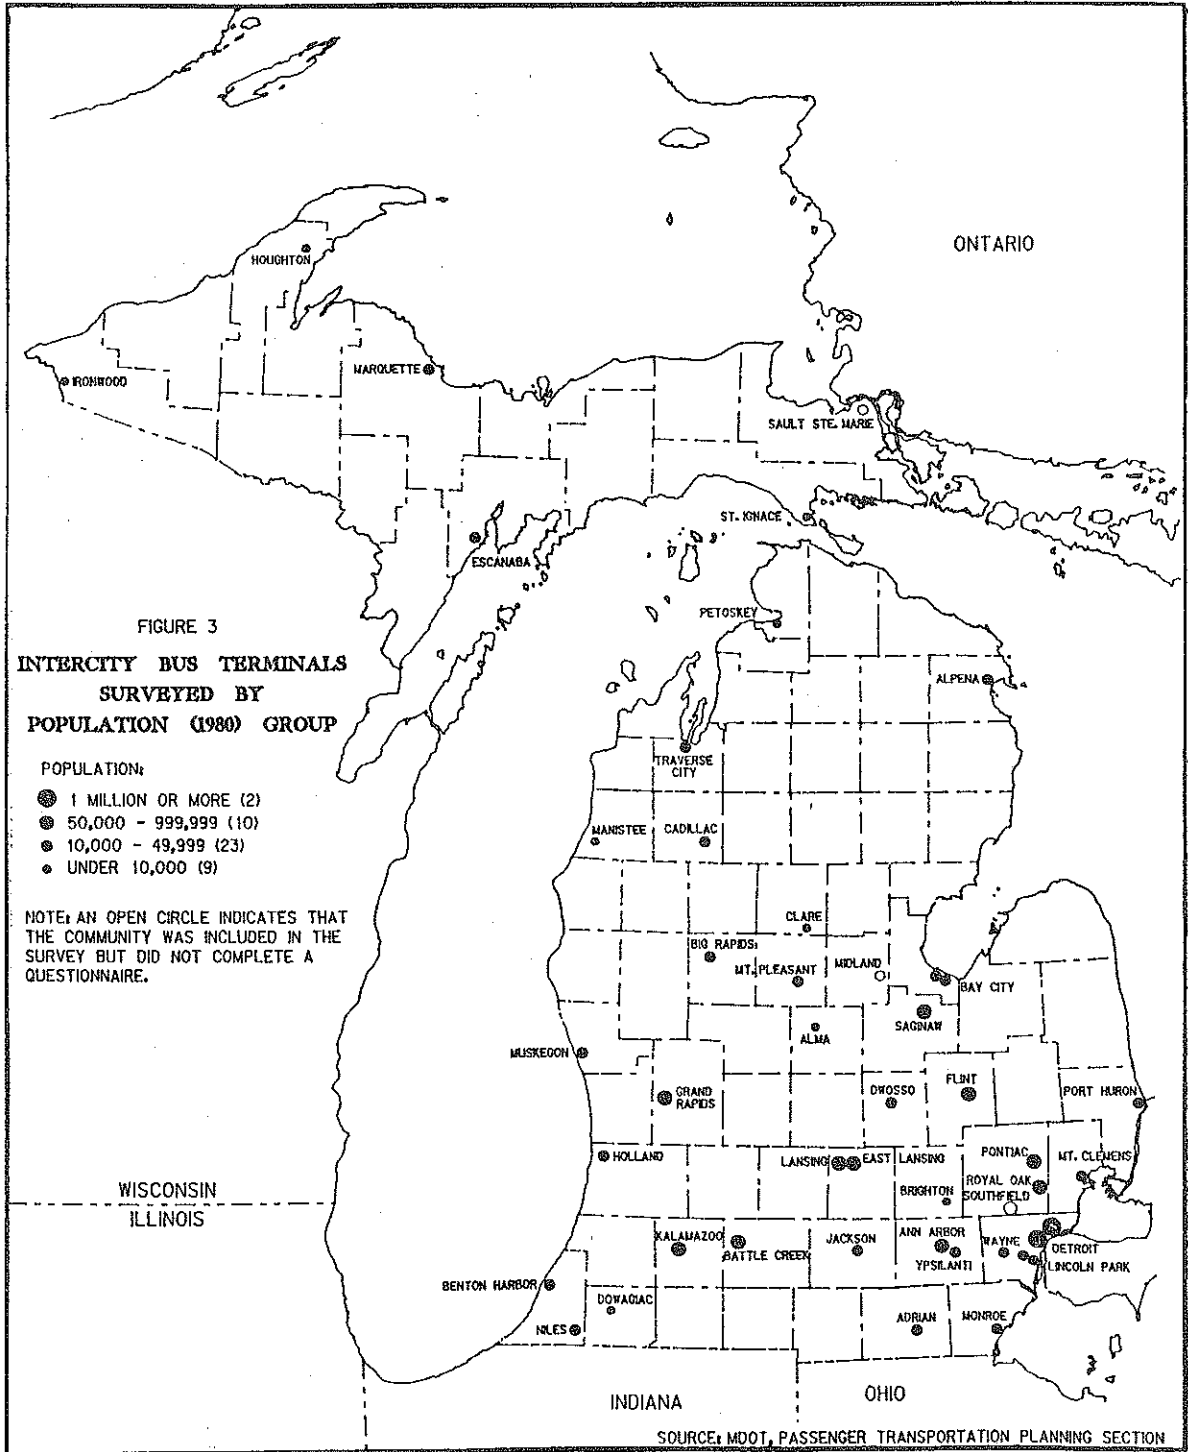 ONTARIO
HOUGHTON
IRONWOOD
MARQUETTE
SAULT STE. MARIE
ST. IGNACE
ESCANABA
PETOSKEY
ALPENA
FIGURE 3
INTERCITY BUS TERMINALS
SURVEYED BY
POPULATION (1980) GROUP
POPULATION:
1 MILLION OR MORE (2)
50,000 - 999,999 (10)
10,000 - 49,999 (23)
UNDER 10,000 (9)
NOTE: AN OPEN CIRCLE INDICATES THAT
THE COMMUNITY WAS INCLUDED IN THE
SURVEY BUT DID NOT COMPLETE A
QUESTIONNAIRE.
TRAVERSE
CITY
MANISTEE
CADILLAC
CLARE
BIG RAPIDS
MT. PLEASANT
MIDLAND
BAY CITY
SAGINAW
ALMA
MUSKEGON
GRAND
RAPIDS
OWOSSO
FLINT
PORT HURON
HOLLAND
LANSING
EAST LANSING
PONTIAC
MT. CLEMENS
ROYAL OAK
SOUTHFIELD
BRIGHTON
WISCONSIN
ILLINOIS
KALAMAZOO
BATTLE CREEK
JACKSON
ANN ARBOR
YPSILANTI
WAYNE
DETROIT
LINCOLN PARK
BENTON HARBOR
DOWAGIAC
NILES
ADRIAN
MONROE
INDIANA
OHIO
SOURCE: MDOT, PASSENGER TRANSPORTATION PLANNING SECTION